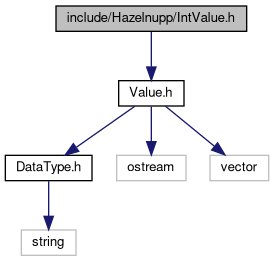 include/Hazelnupp/IntValue.h
Value.h
DataType.h
ostream
vector
string